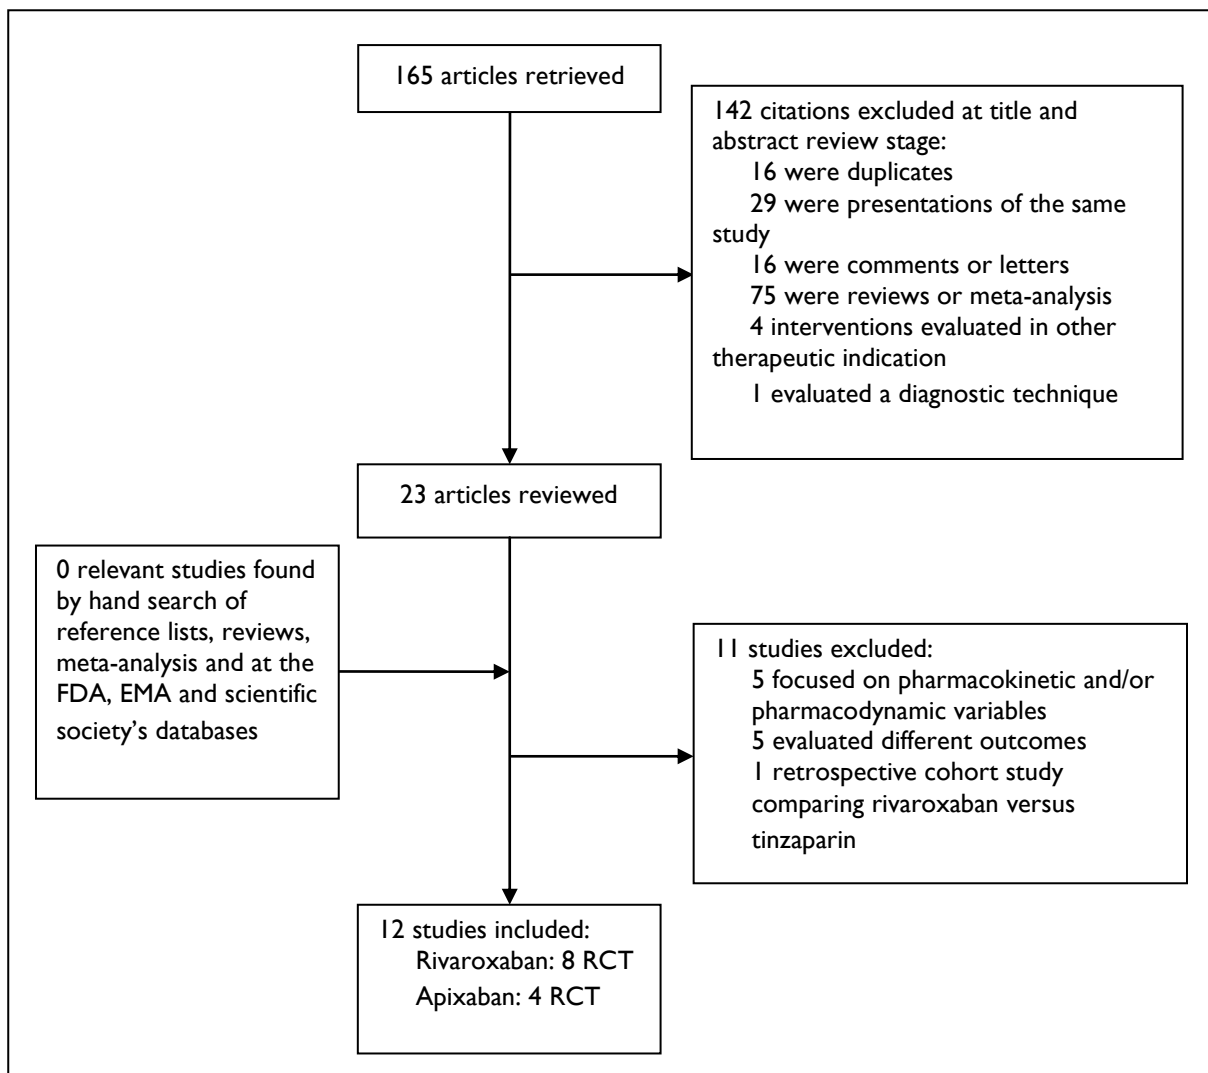 165 articles retrieved
142 citations excluded at title and
abstract review stage:
16 were duplicates
29 were presentations of the same
study
16 were comments or letters
75 were reviews or meta-analysis
4 interventions evaluated in other
therapeutic indication
1 evaluated a diagnostic technique
23 articles reviewed
0 relevant studies found
by hand search of
reference lists, reviews,
meta-analysis and at the
FDA, EMA and scientific
society’s databases
11 studies excluded:
5 focused on pharmacokinetic and/or
pharmacodynamic variables
5 evaluated different outcomes
1 retrospective cohort study
comparing rivaroxaban versus
tinzaparin
12 studies included:
Rivaroxaban: 8 RCT
Apixaban: 4 RCT